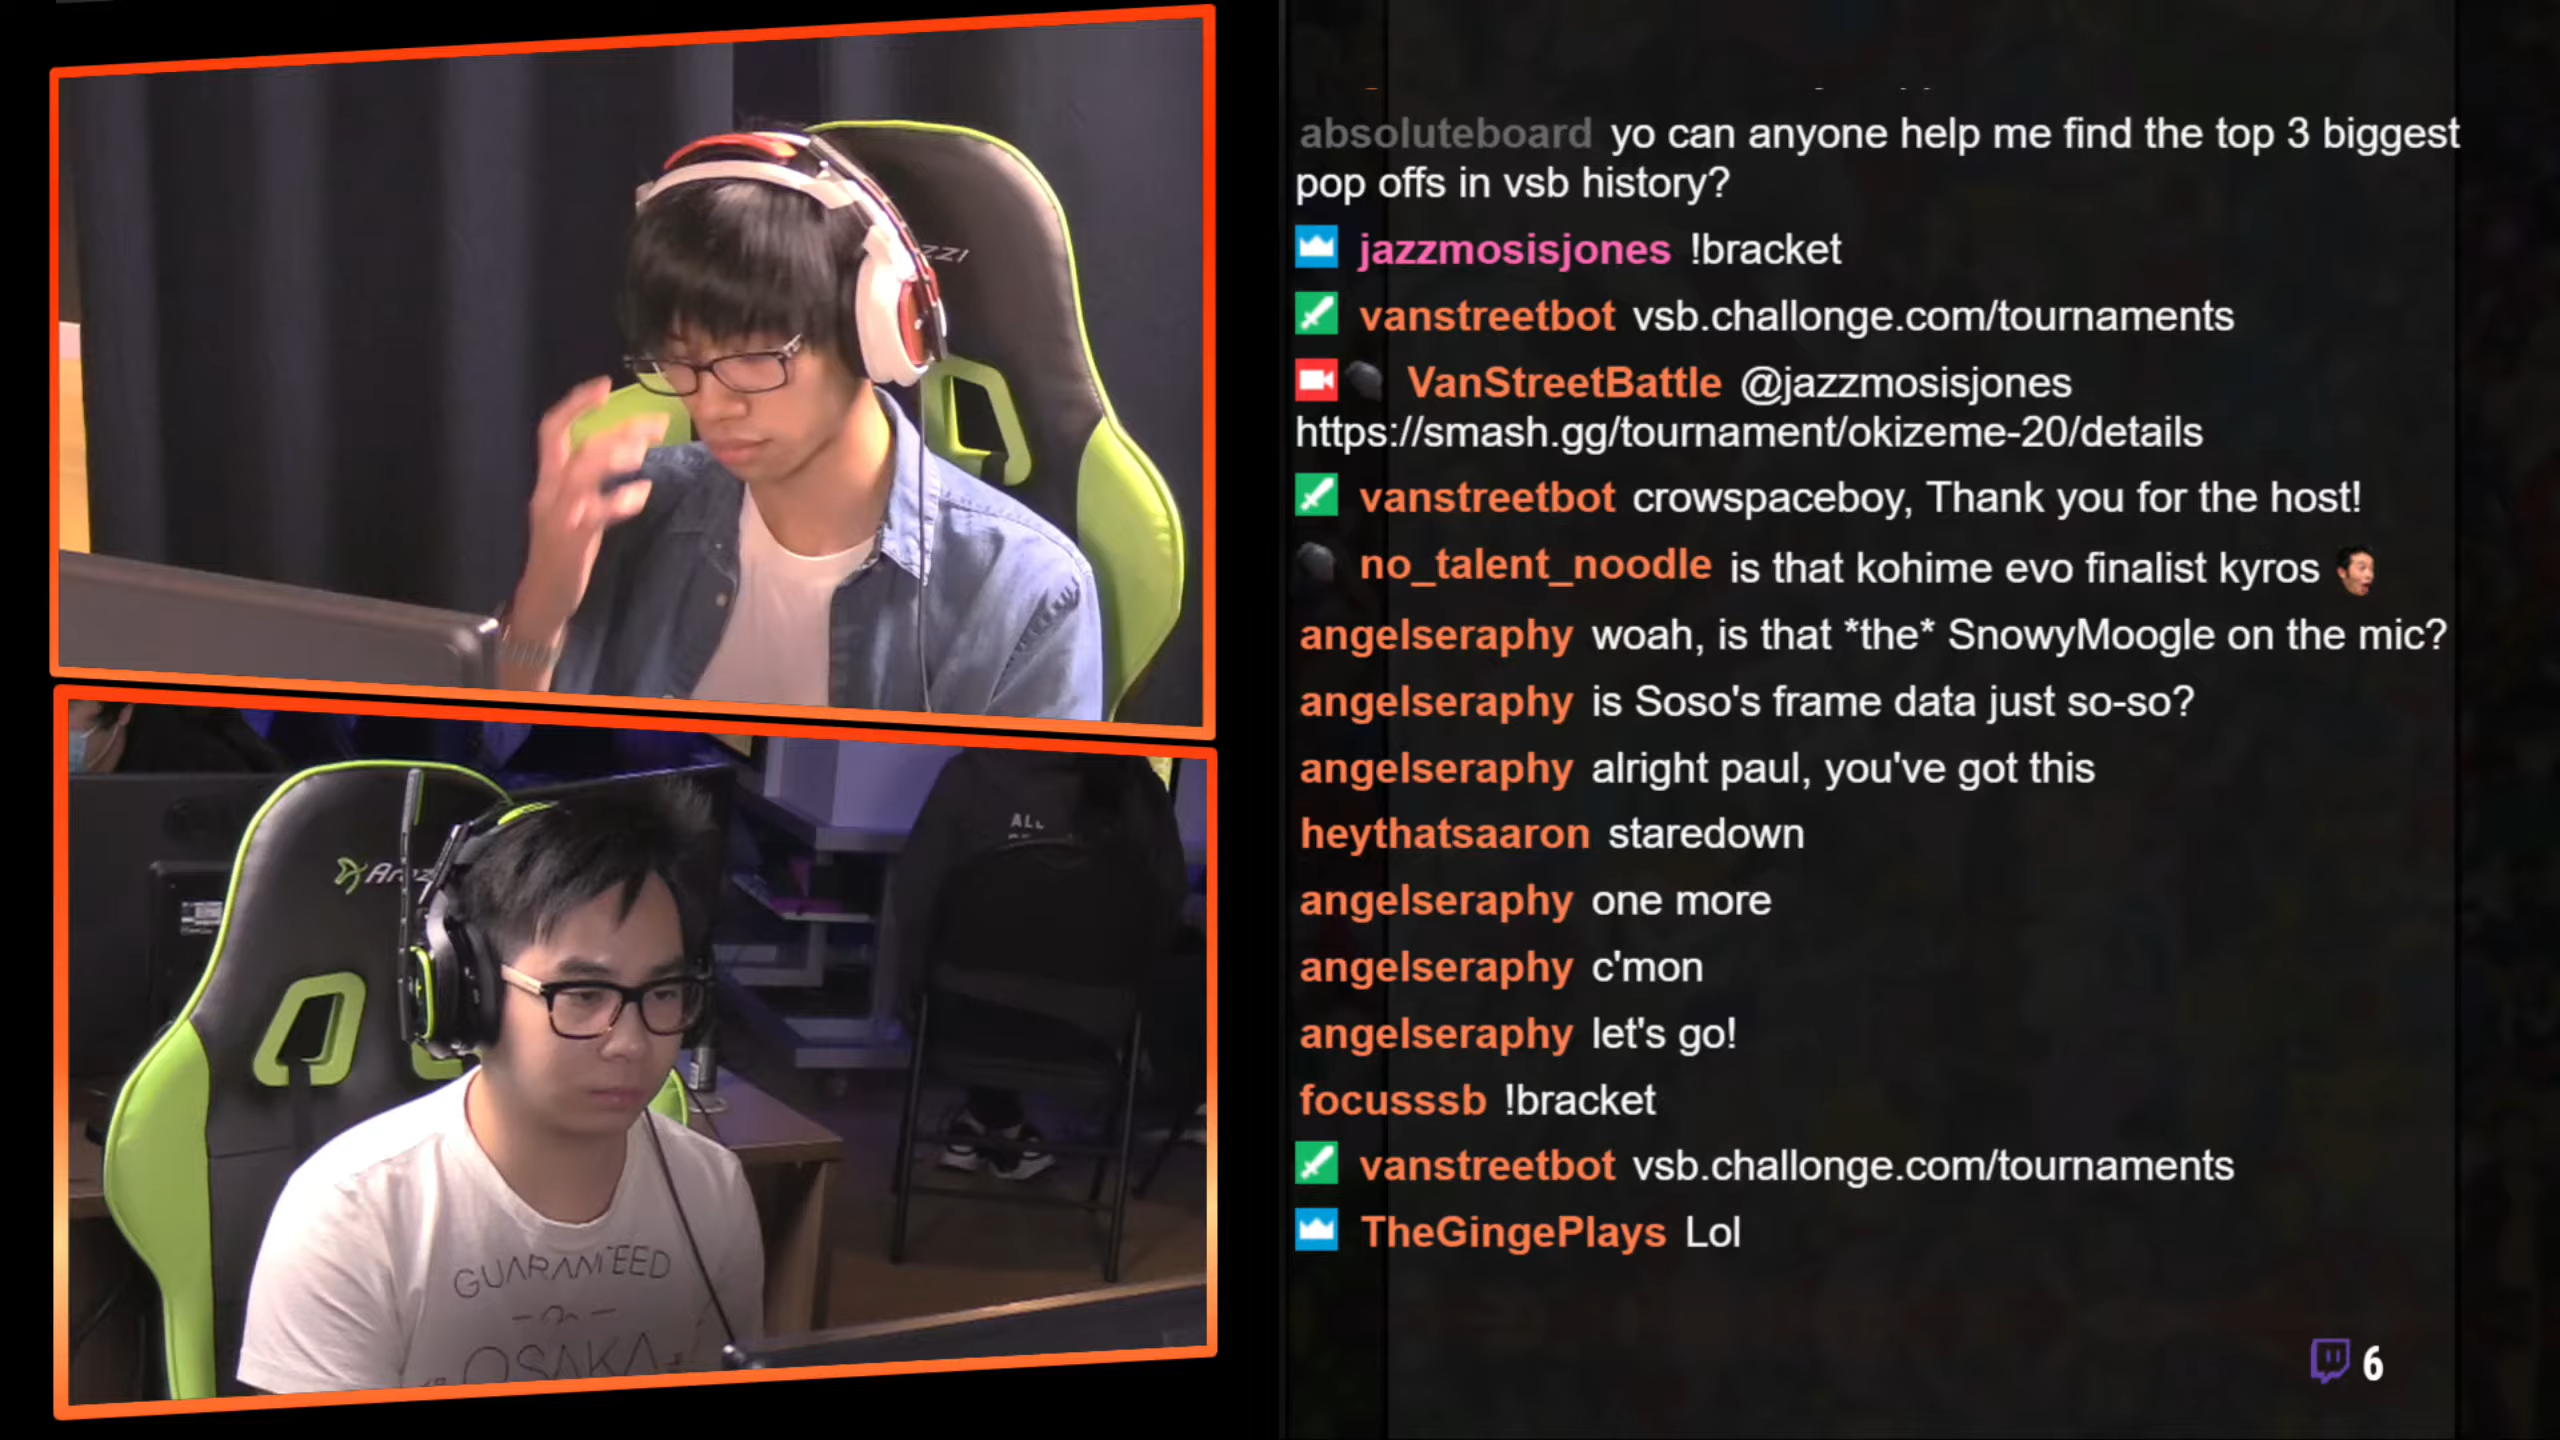 absoluteboard yo can anyone help me find the top 3 biggest
pop offs in vsb history?
jazzmosisjones !bracket
vanstreetbot vsb.challonge.com/tournaments
VanStreetBattle @jazzmosisjones
https://smash.gg/tournament/okizeme-20/details
vanstreetbot crowspaceboy, Thank you for the host!
no_talent_noodle is that kohime evo finalist kyros
angelseraphy woah, is that *the* SnowyMoogle on the mic?
angelseraphy is Soso's frame data just so-so?
angelseraphy alright paul, you've got this
heythatsaaron staredown
angelseraphy one more
angelseraphy c'mon
angelseraphy let's go!
focusssb !bracket
vanstreetbot vsb.challonge.com/tournaments
TheGingePlays Lol
6
ALL
GUARANTEED
OSAKA